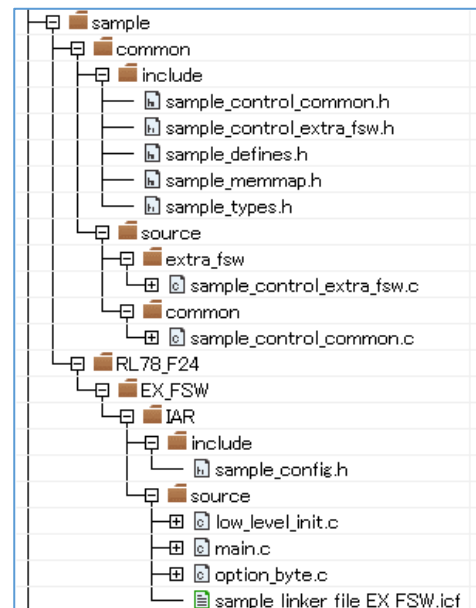 sample
common
include
sample_control_common.h
sample_control_extra_fsw.h
sample_defines.h
sample_memmap.h
sample_types.h
source
extra_fsw
sample_control_extra_fsw.c
common
sample_control_common.c
RL78_F24
EX_FSW
IAR
include
sample_config.h
source
low_level_init.c
main.c
option_byte.c
sample_linker_file_EX_FSW.icf